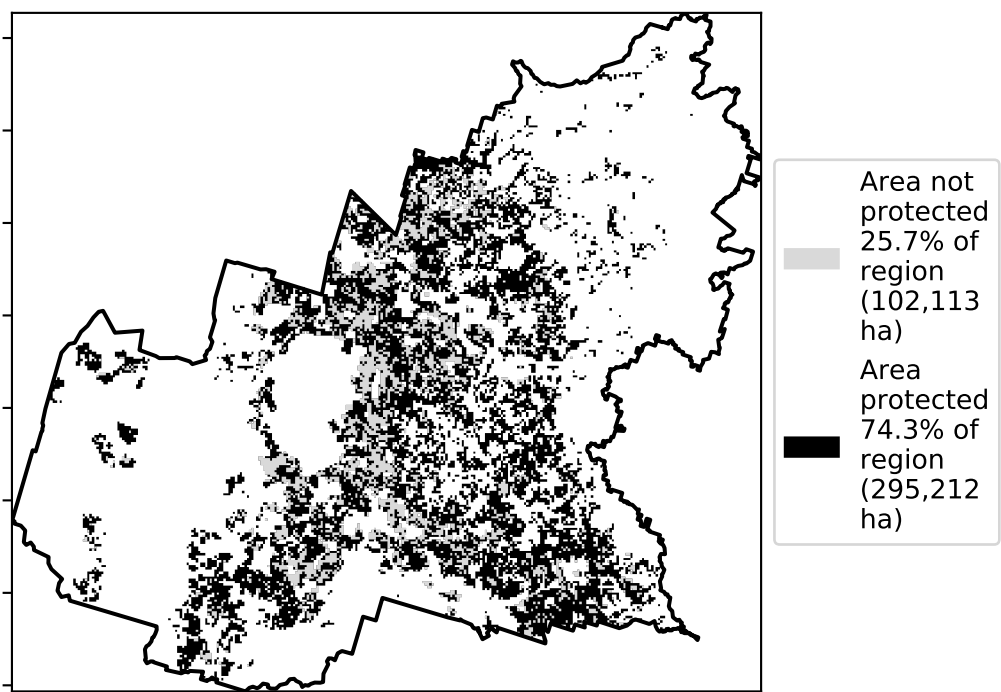 Area not
protected
25.7% of
region
(102,113
ha)
Area
protected
74.3% of
region
(295,212
ha)